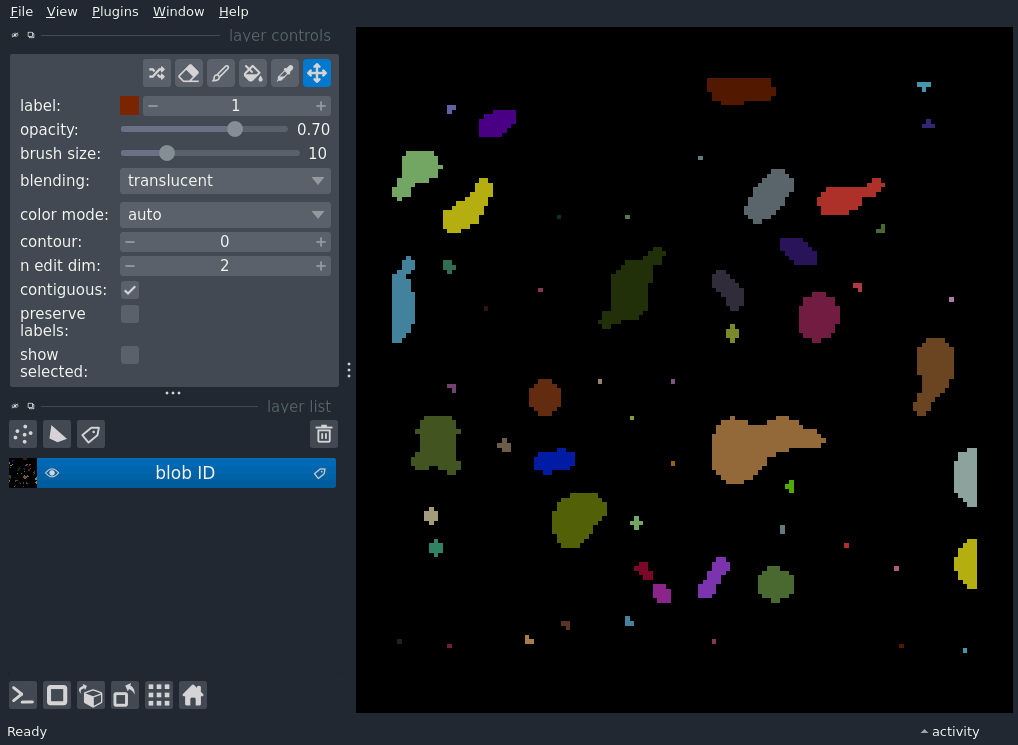 File View Plugins Window Help
layer controls
label: 1
opacity: 0.70
brush size: 10
blending: translucent
color mode: auto
contour: 0
n edit dim: 2
contiguous:
preserve
labels:
show
selected:
layer list
blob ID
Ready activity